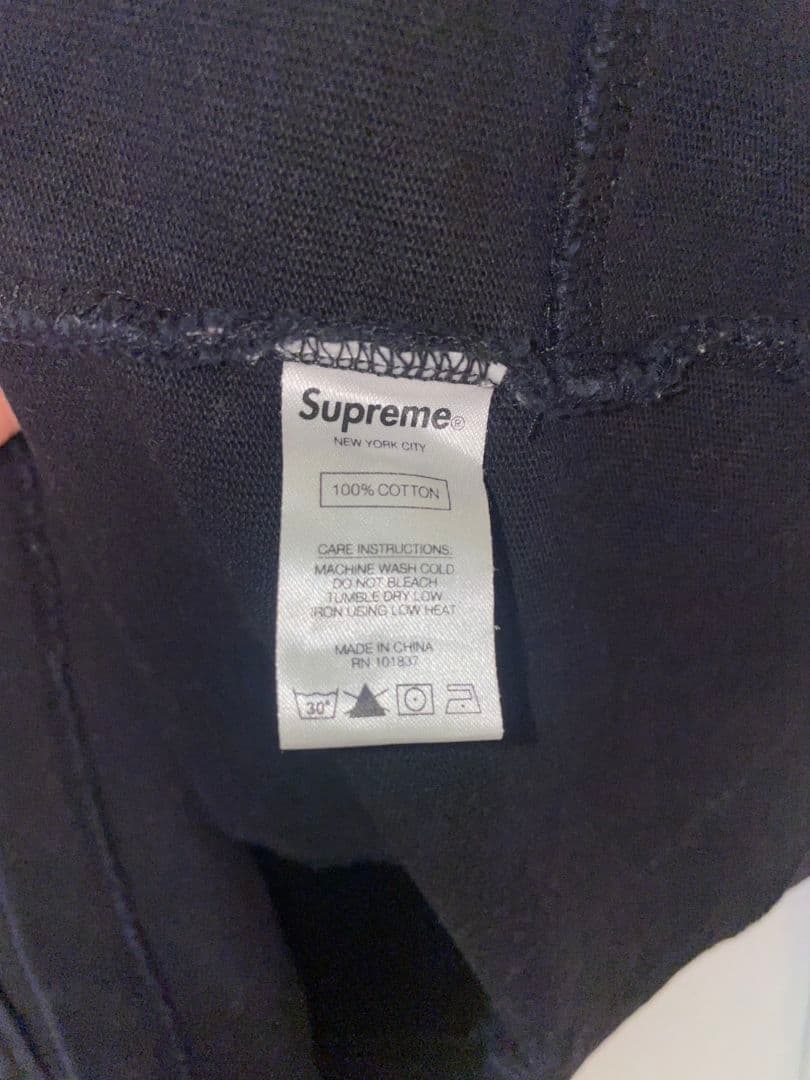 Supreme®
NEW YORK CITY
100% COTTON
CARE INSTRUCTIONS:
MACHINE WASH COLD
DO NOT BLEACH
TUMBLE DRY LOW
IRON USING LOW HEAT
MADE IN CHINA
RN 101837
30°